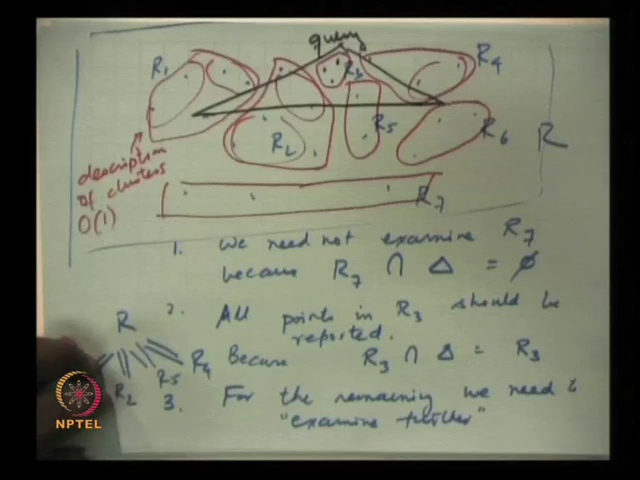 query
R1
R3
R4
R2
R5
R6
R
description
of clusters
O(1)
R7
1. We need not examine R7
because R7 ∩ Δ = ∅
2. All points in R3 should be
reported.
Because R3 ∩ Δ = R3
R
R2 R5 R4
3. For the remaining we need to
"examine further"
NPTEL